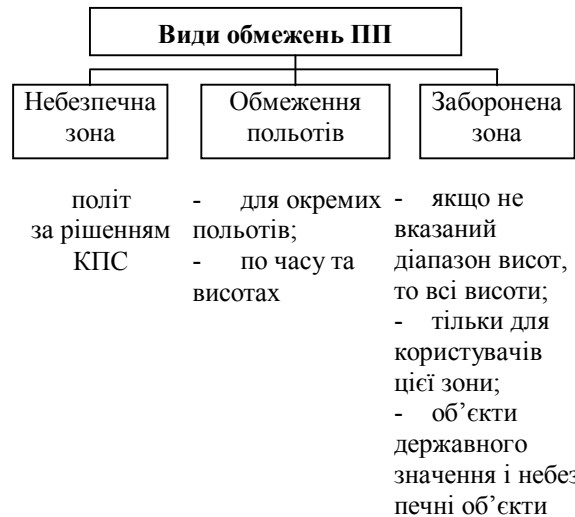 Види обмежень ПП
Небезпечна
зона
Обмеження
польотів
Заборонена
зона
політ
за рішенням
КПС
- для окремих
польотів;
- по часу та
висотах
- якщо не
вказаний
діапазон висот,
то всі висоти;
- тільки для
користувачів
цієї зони;
- об’єкти
державного
значення і небез
печні об’єкти